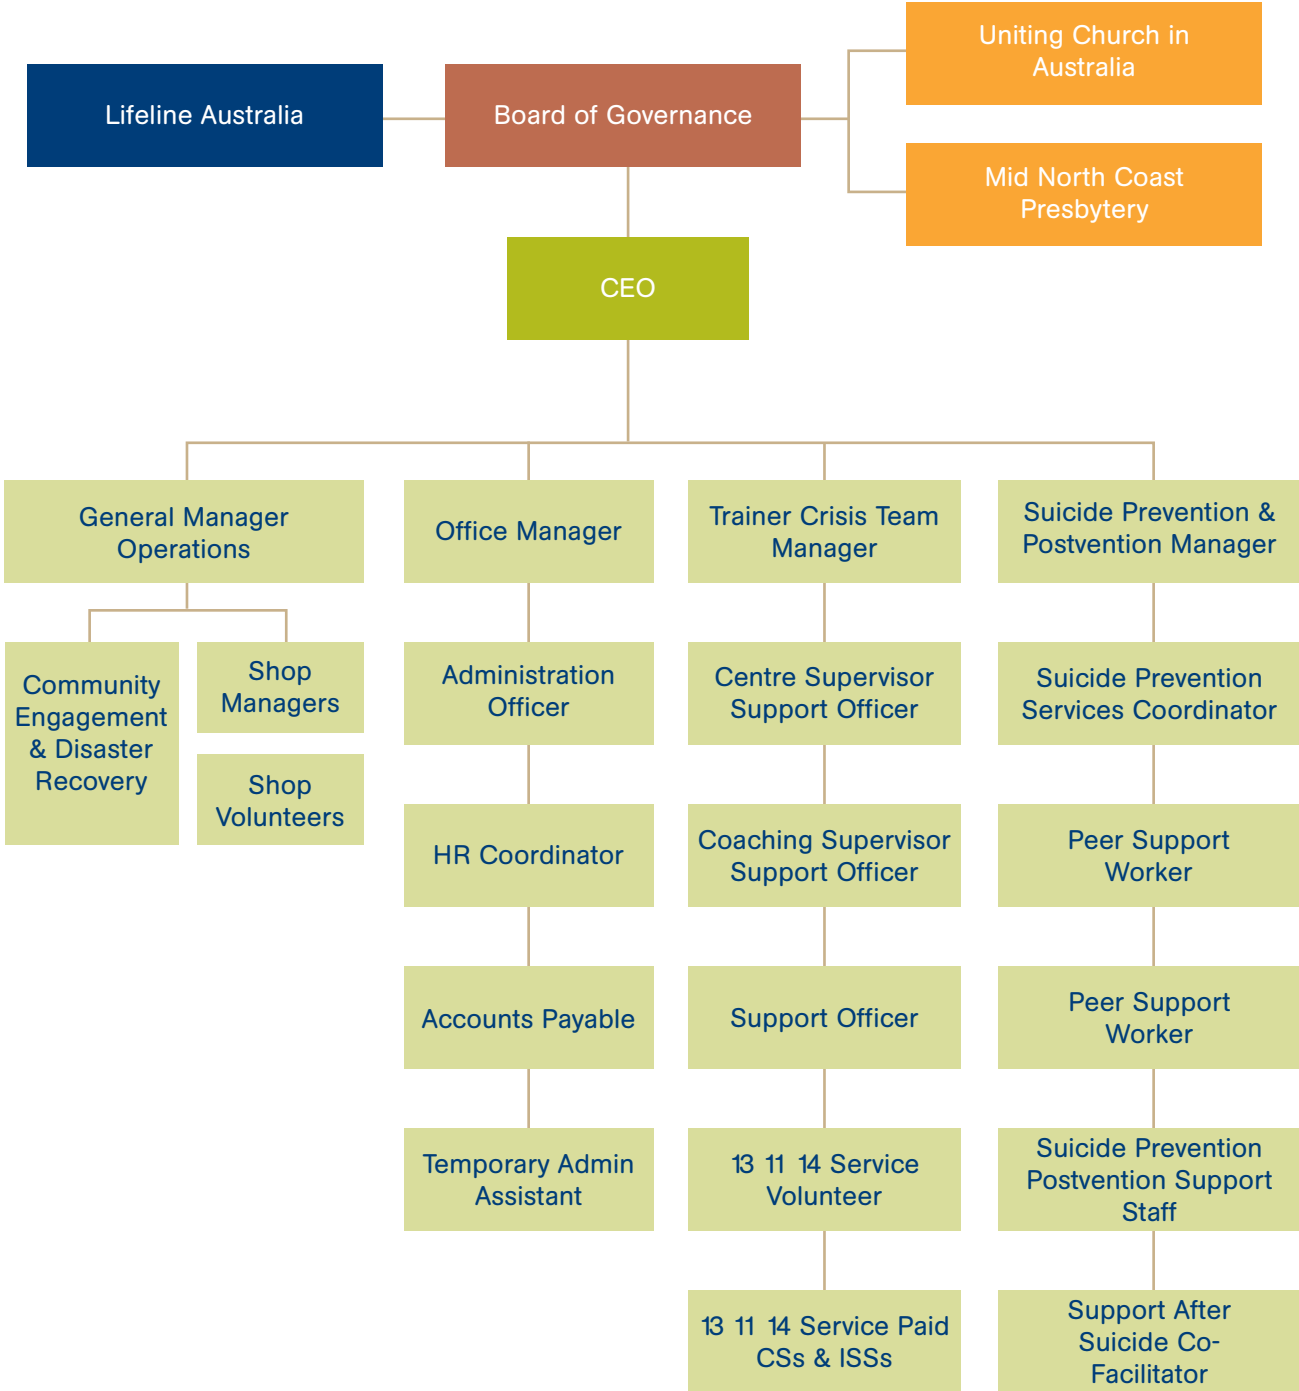 Uniting Church in
Australia
Lifeline Australia
Board of Governance
Mid North Coast
Presbytery
CEO
General Manager
Operations
Office Manager
Trainer Crisis Team
Manager
Suicide Prevention &
Postvention Manager
Community
Engagement
& Disaster
Recovery
Shop
Managers
Shop
Volunteers
Administration
Officer
Centre Supervisor
Support Officer
Suicide Prevention
Services Coordinator
HR Coordinator
Coaching Supervisor
Support Officer
Peer Support
Worker
Accounts Payable
Support Officer
Peer Support
Worker
Temporary Admin
Assistant
13 11 14 Service
Volunteer
Suicide Prevention
Postvention Support
Staff
13 11 14 Service Paid
CSs & ISSs
Support After
Suicide Co-
Facilitator